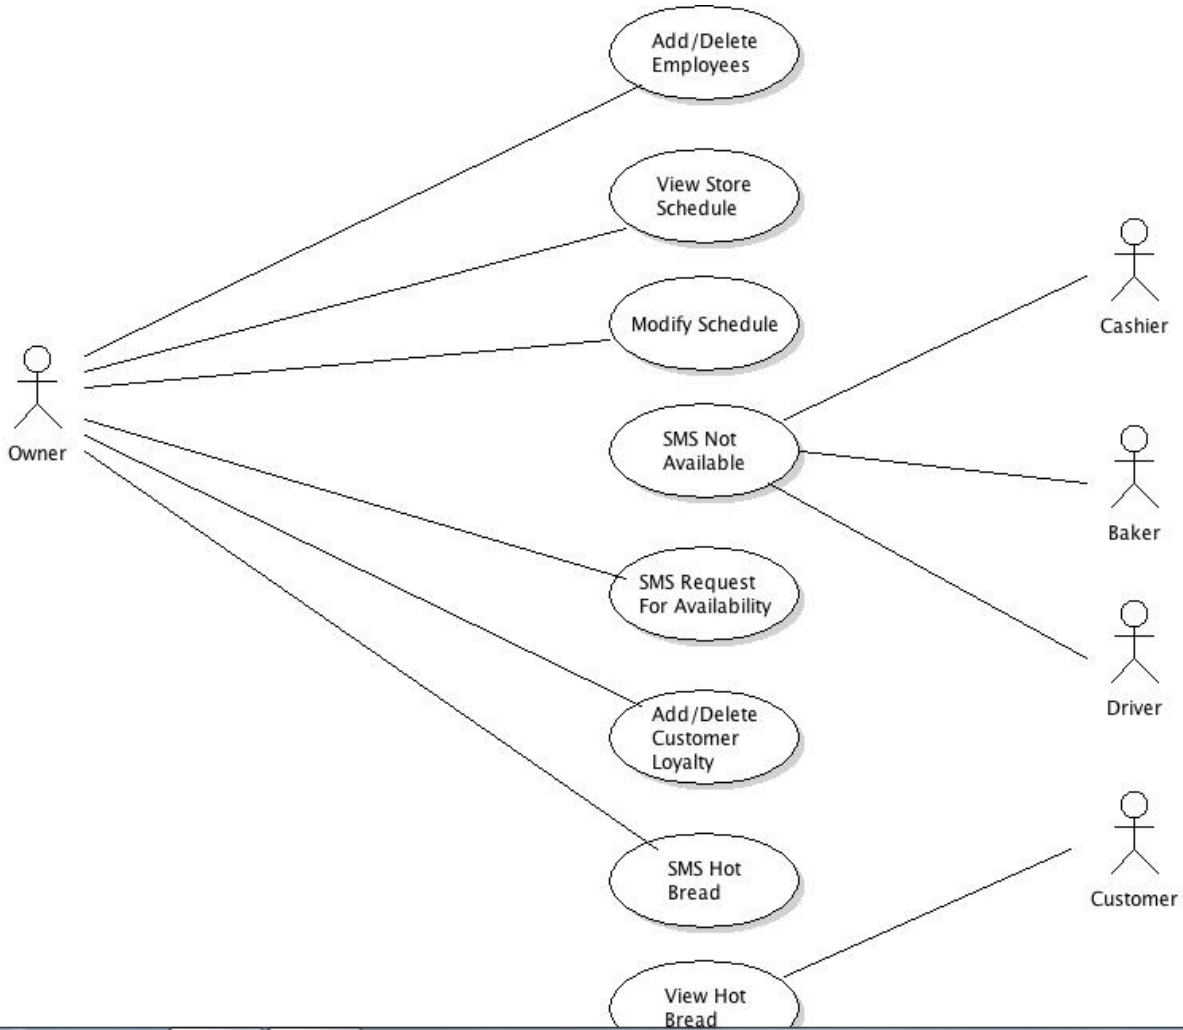 Add/Delete
Employees
View Store
Schedule
Modify Schedule
Cashier
Owner
SMS Not
Available
Baker
SMS Request
For Availability
Driver
Add/Delete
Customer
Loyalty
SMS Hot
Bread
Customer
View Hot
Bread